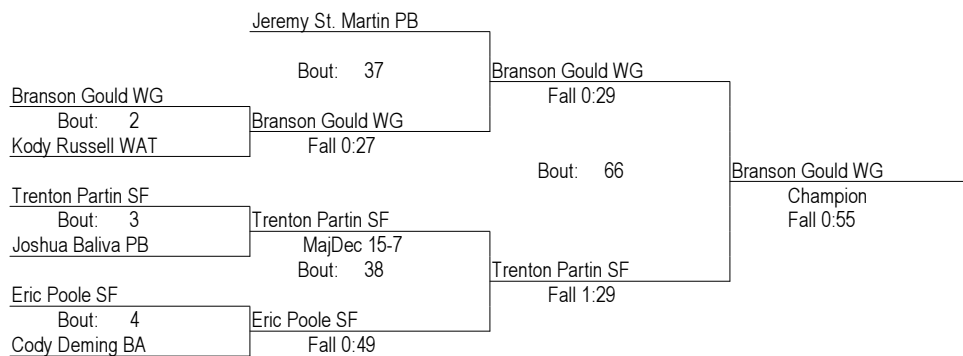 Jeremy St. Martin PB
Bout: 37
Branson Gould WG
Fall 0:29
Branson Gould WG
Bout: 2
Branson Gould WG
Kody Russell WAT
Fall 0:27
Bout: 66
Branson Gould WG
Champion
Fall 0:55
Trenton Partin SF
Bout: 3
Trenton Partin SF
Joshua Baliva PB
MajDec 15-7
Bout: 38
Trenton Partin SF
Fall 1:29
Eric Poole SF
Bout: 4
Eric Poole SF
Cody Deming BA
Fall 0:49